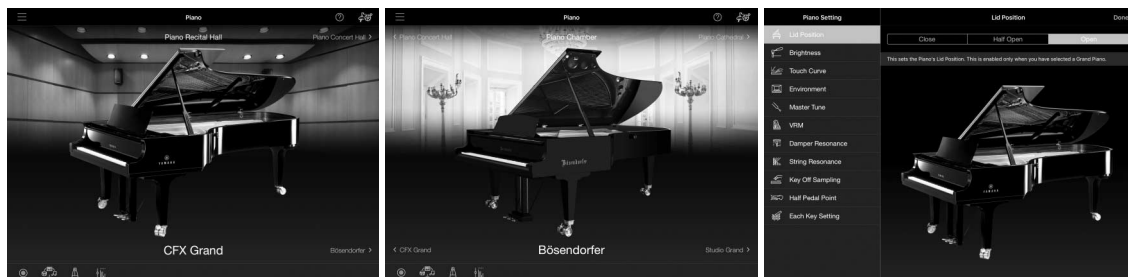 Piano
Piano Recital Hall
Piano Concert Hall >
YAMAHA
CFX Grand
Bösendorfer >
Piano
< Piano Concert Hall
Piano Chamber
Piano Cathedral >
Bösendorfer
< CFX Grand
Bösendorfer
Studio Grand >
Piano Setting
Lid Position
Brightness
Touch Curve
Environment
Master Tune
VRM
Damper Resonance
String Resonance
Key Off Sampling
Half Pedal Point
Each Key Setting
Lid Position
Done
Close
Half Open
Open
This sets the Piano's Lid Position. This is enabled only when you have selected a Grand Piano.
YAMAHA